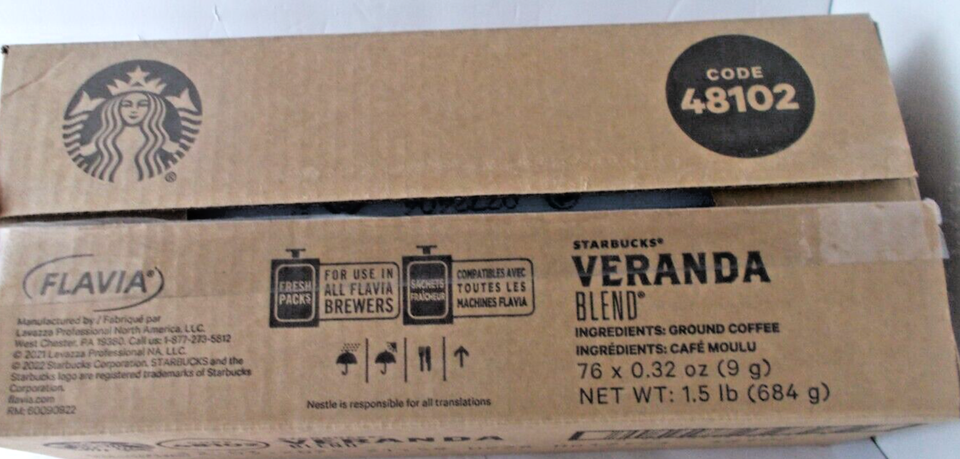 CODE
48102
FLAVIA®
Manufactured by / Fabriqué par
Lavazza Professional North America, LLC.
West Chester, PA 19380. Call us: 1-877-273-5812
© 2021 Lavazza Professional NA, LLC.
© 2022 Starbucks Corporation, STARBUCKS and the
Starbucks logo are registered trademarks of Starbucks
Corporation.
flavia.com
RM: 60090822
FRESH
PACKS
FOR USE IN
ALL FLAVIA
BREWERS
SACHETS
FRAÎCHEUR
COMPATIBLES AVEC
TOUTES LES
MACHINES FLAVIA
Nestle is responsible for all translations
STARBUCKS®
VERANDA
BLEND®
INGREDIENTS: GROUND COFFEE
INGRÉDIENTS: CAFÉ MOULU
76 x 0.32 oz (9 g)
NET WT: 1.5 lb (684 g)
VERANDA